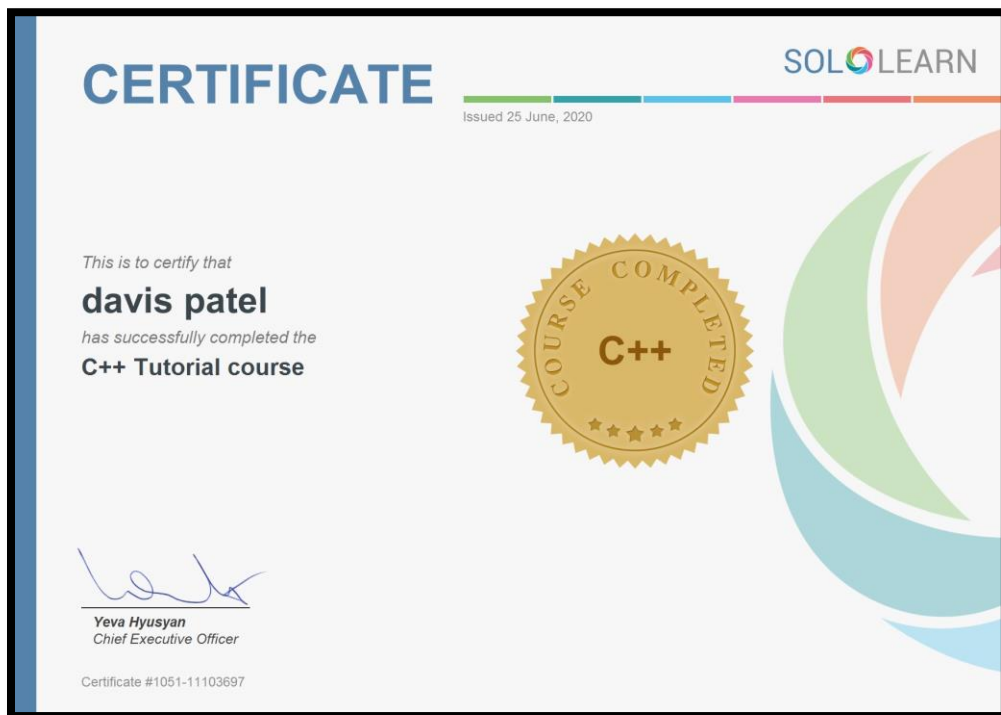 CERTIFICATE
SOLOLEARN
Issued 25 June, 2020
This is to certify that
davis patel
has successfully completed the
C++ Tutorial course
COURSE COMPLETED
C++
Yeva Hyusyan
Chief Executive Officer
Certificate #1051-11103697